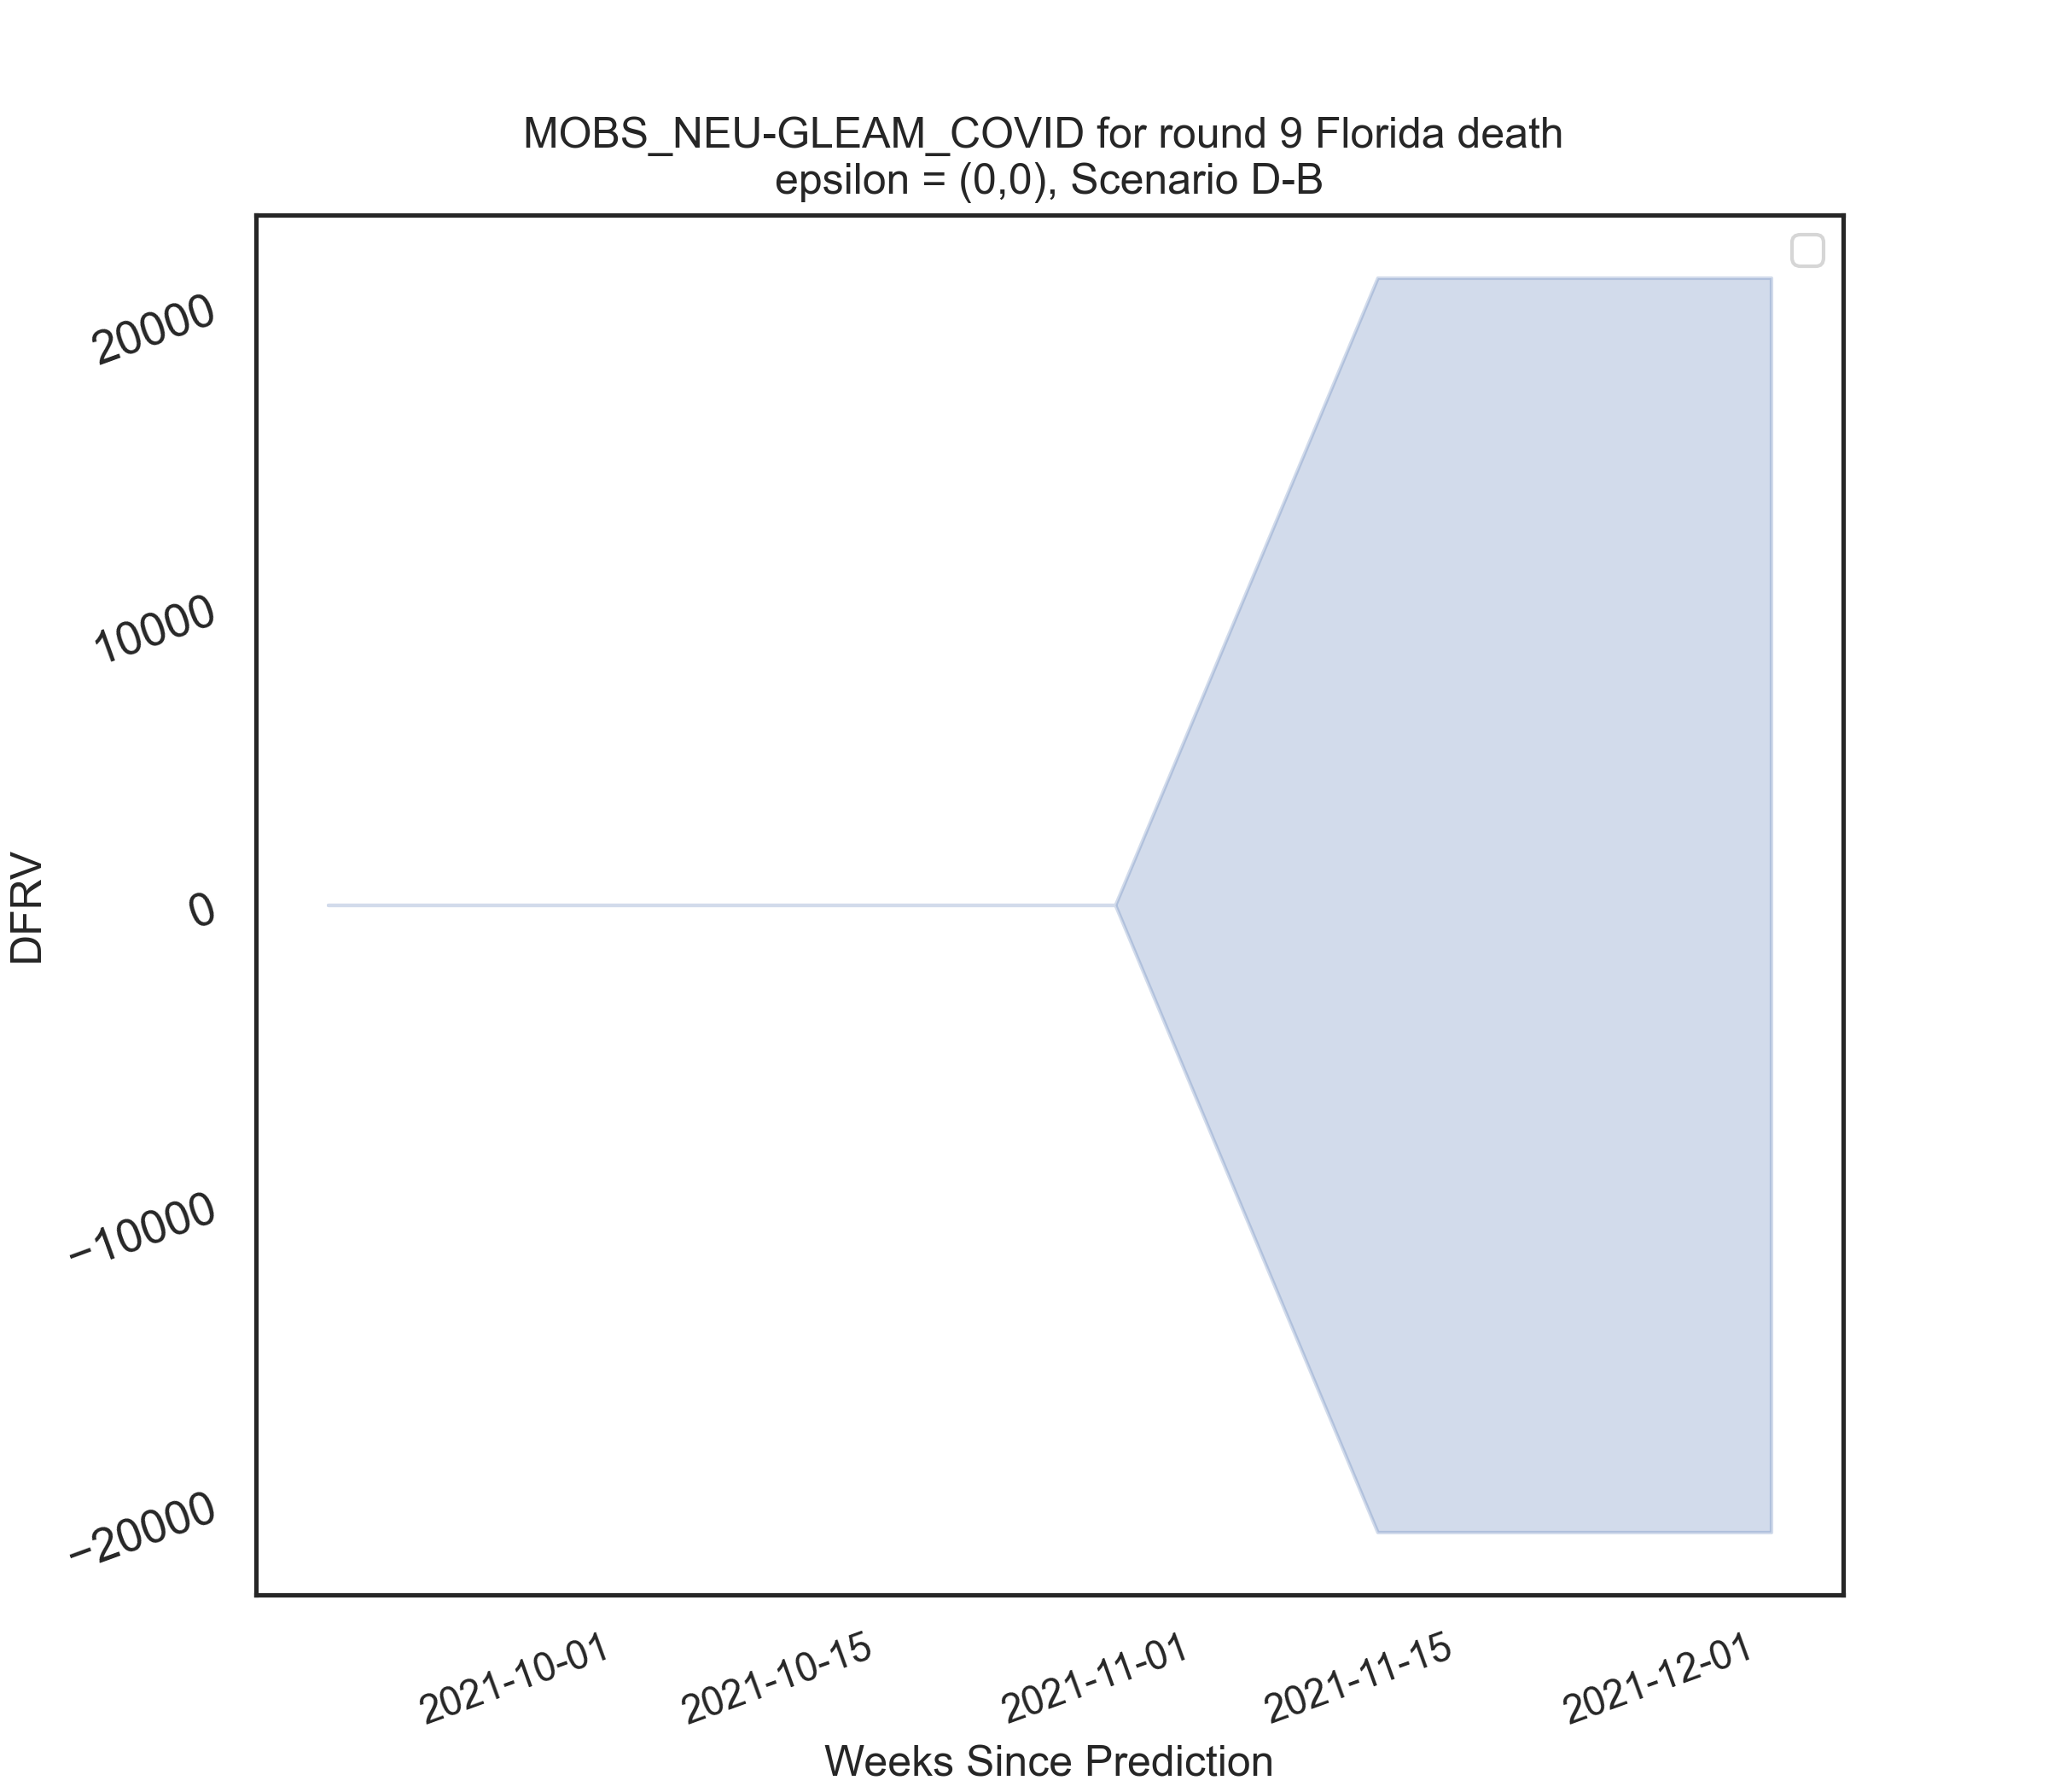 MOBS_NEU-GLEAM_COVID for round 9 Florida death
epsilon = (0,0), Scenario D-B
20000
10000
0
−10000
−20000
DFRV
2021-10-01
2021-10-15
2021-11-01
2021-11-15
2021-12-01
Weeks Since Prediction